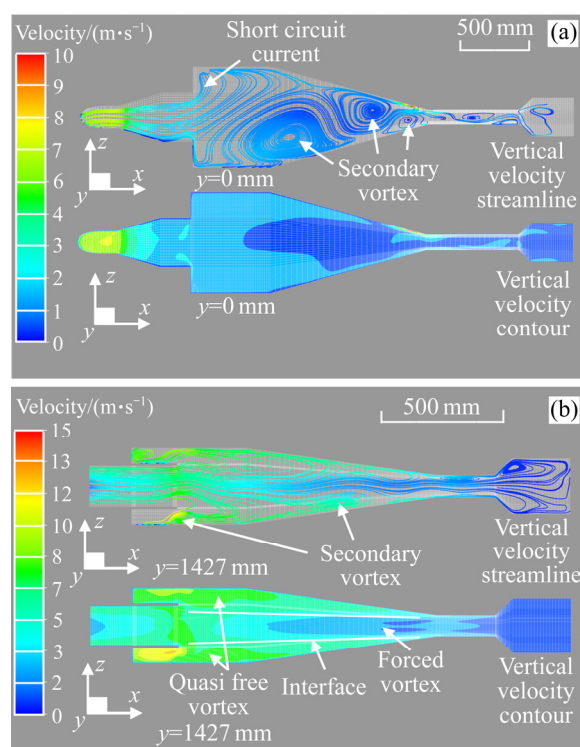 Velocity/(m·s⁻¹)
Short circuit
current
500 mm
(a)
10
9
8
7
6
5
4
3
2
1
0
z
y
x
y=0 mm
Secondary
vortex
Vertical
velocity
streamline
z
y
x
y=0 mm
Vertical
velocity
contour
Velocity/(m·s⁻¹)
500 mm
(b)
15
13
12
10
9
7
6
5
3
2
0
z
y
x
y=1427 mm
Secondary
vortex
Vertical
velocity
streamline
z
y
x
Quasi free
vortex
Interface
Forced
vortex
y=1427 mm
Vertical
velocity
contour